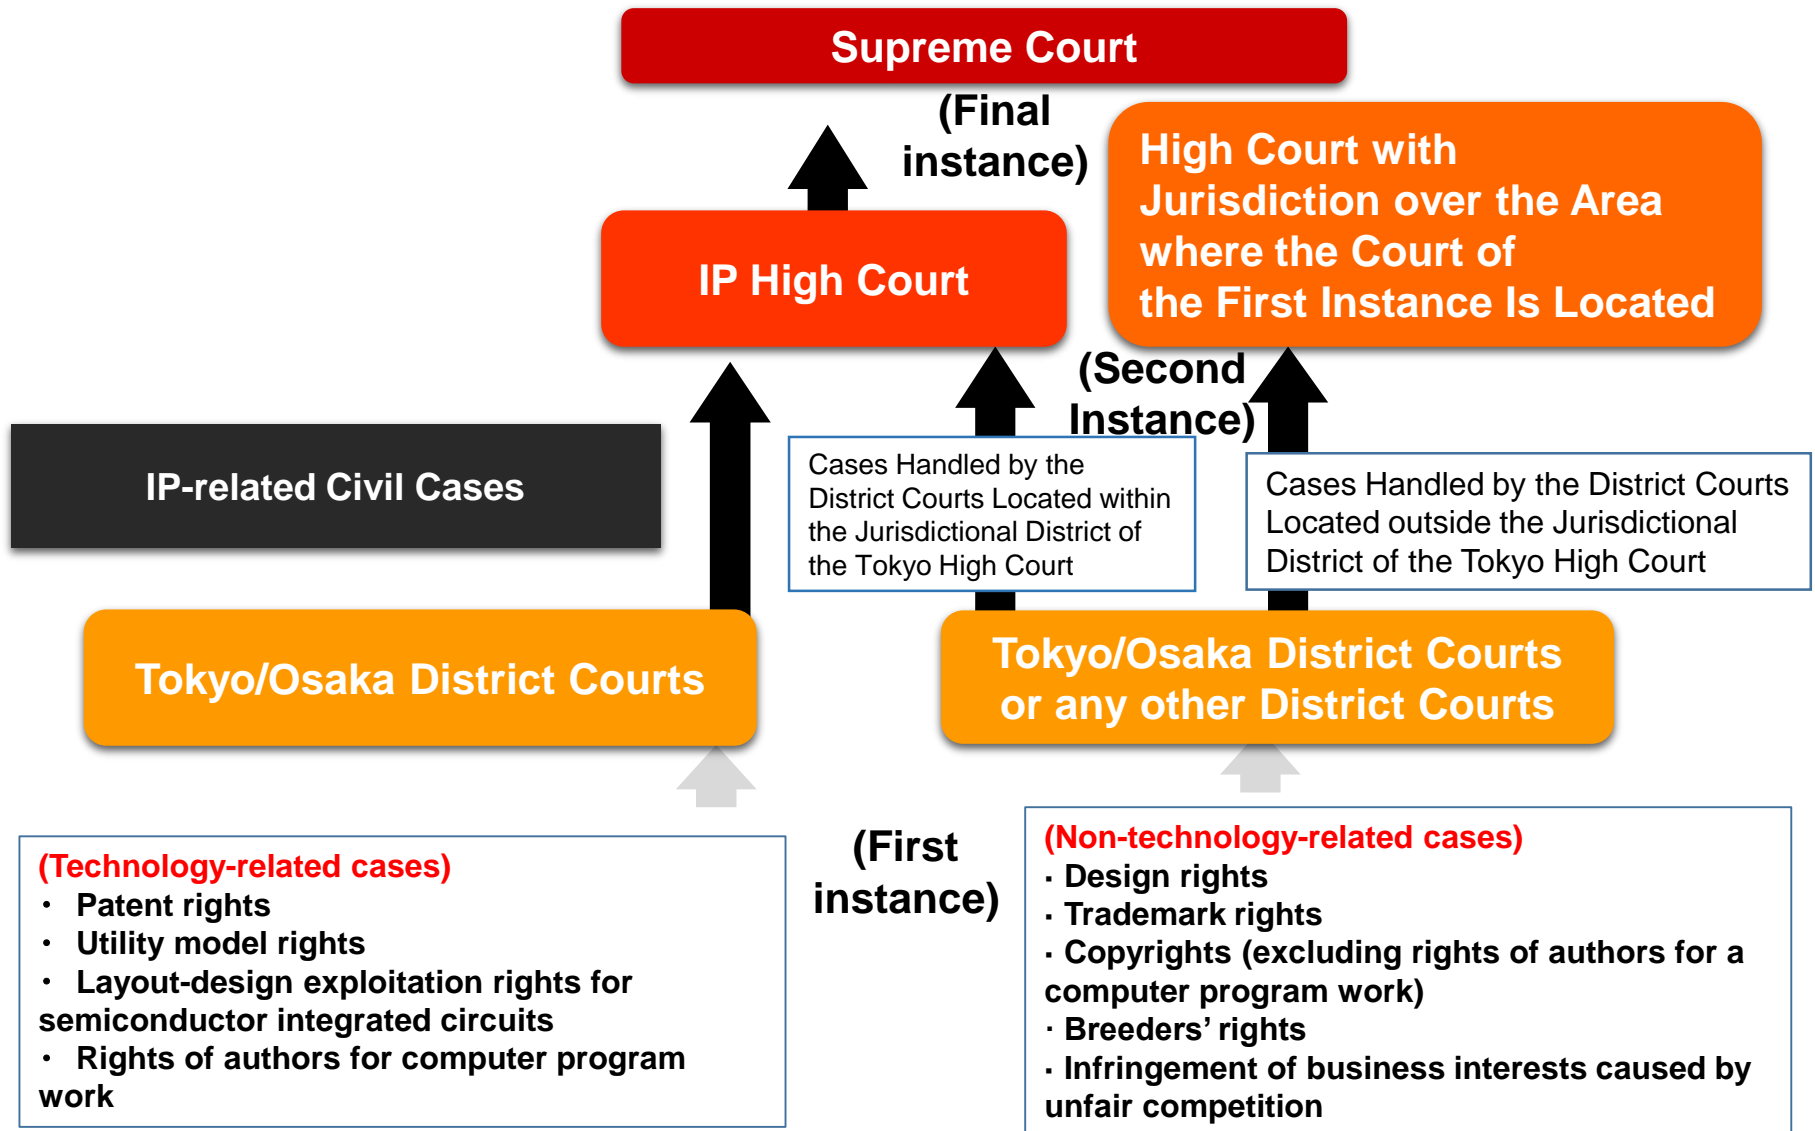 Supreme Court
(Final
instance)
High Court with
Jurisdiction over the Area
where the Court of
the First Instance Is Located
IP High Court
(Second
Instance)
IP-related Civil Cases
Cases Handled by the
District Courts Located within
the Jurisdictional District of
the Tokyo High Court
Cases Handled by the District Courts
Located outside the Jurisdictional
District of the Tokyo High Court
Tokyo/Osaka District Courts
Tokyo/Osaka District Courts
or any other District Courts
(First
instance)
(Technology-related cases)
・ Patent rights
・ Utility model rights
・ Layout-design exploitation rights for
semiconductor integrated circuits
・ Rights of authors for computer program
work
(Non-technology-related cases)
· Design rights
· Trademark rights
· Copyrights (excluding rights of authors for a
computer program work)
· Breeders’ rights
· Infringement of business interests caused by
unfair competition